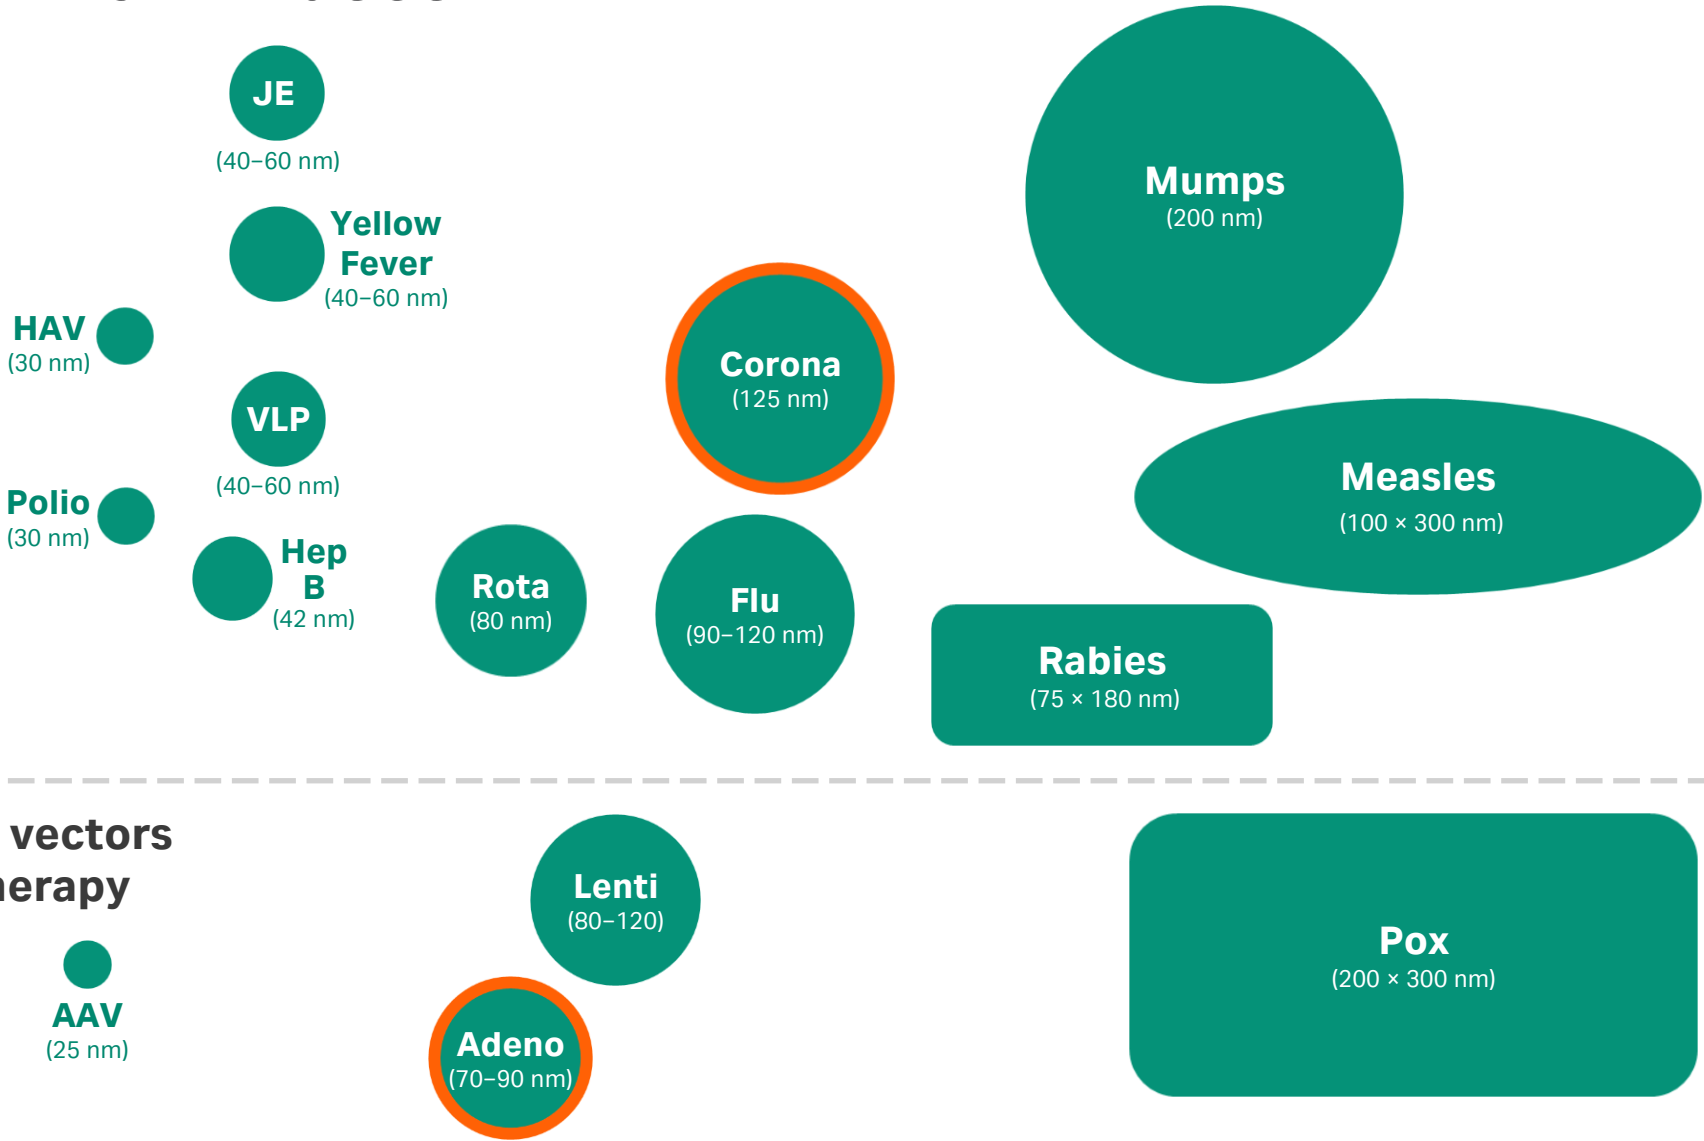 JE
(40–60 nm)
Yellow
Fever
(40–60 nm)
HAV
(30 nm)
VLP
(40–60 nm)
Polio
(30 nm)
Hep
B
(42 nm)
Rota
(80 nm)
Corona
(125 nm)
Flu
(90–120 nm)
Mumps
(200 nm)
Measles
(100 × 300 nm)
Rabies
(75 × 180 nm)
vectors
Lenti
(80–120)
AAV
(25 nm)
Adeno
(70–90 nm)
Pox
(200 × 300 nm)